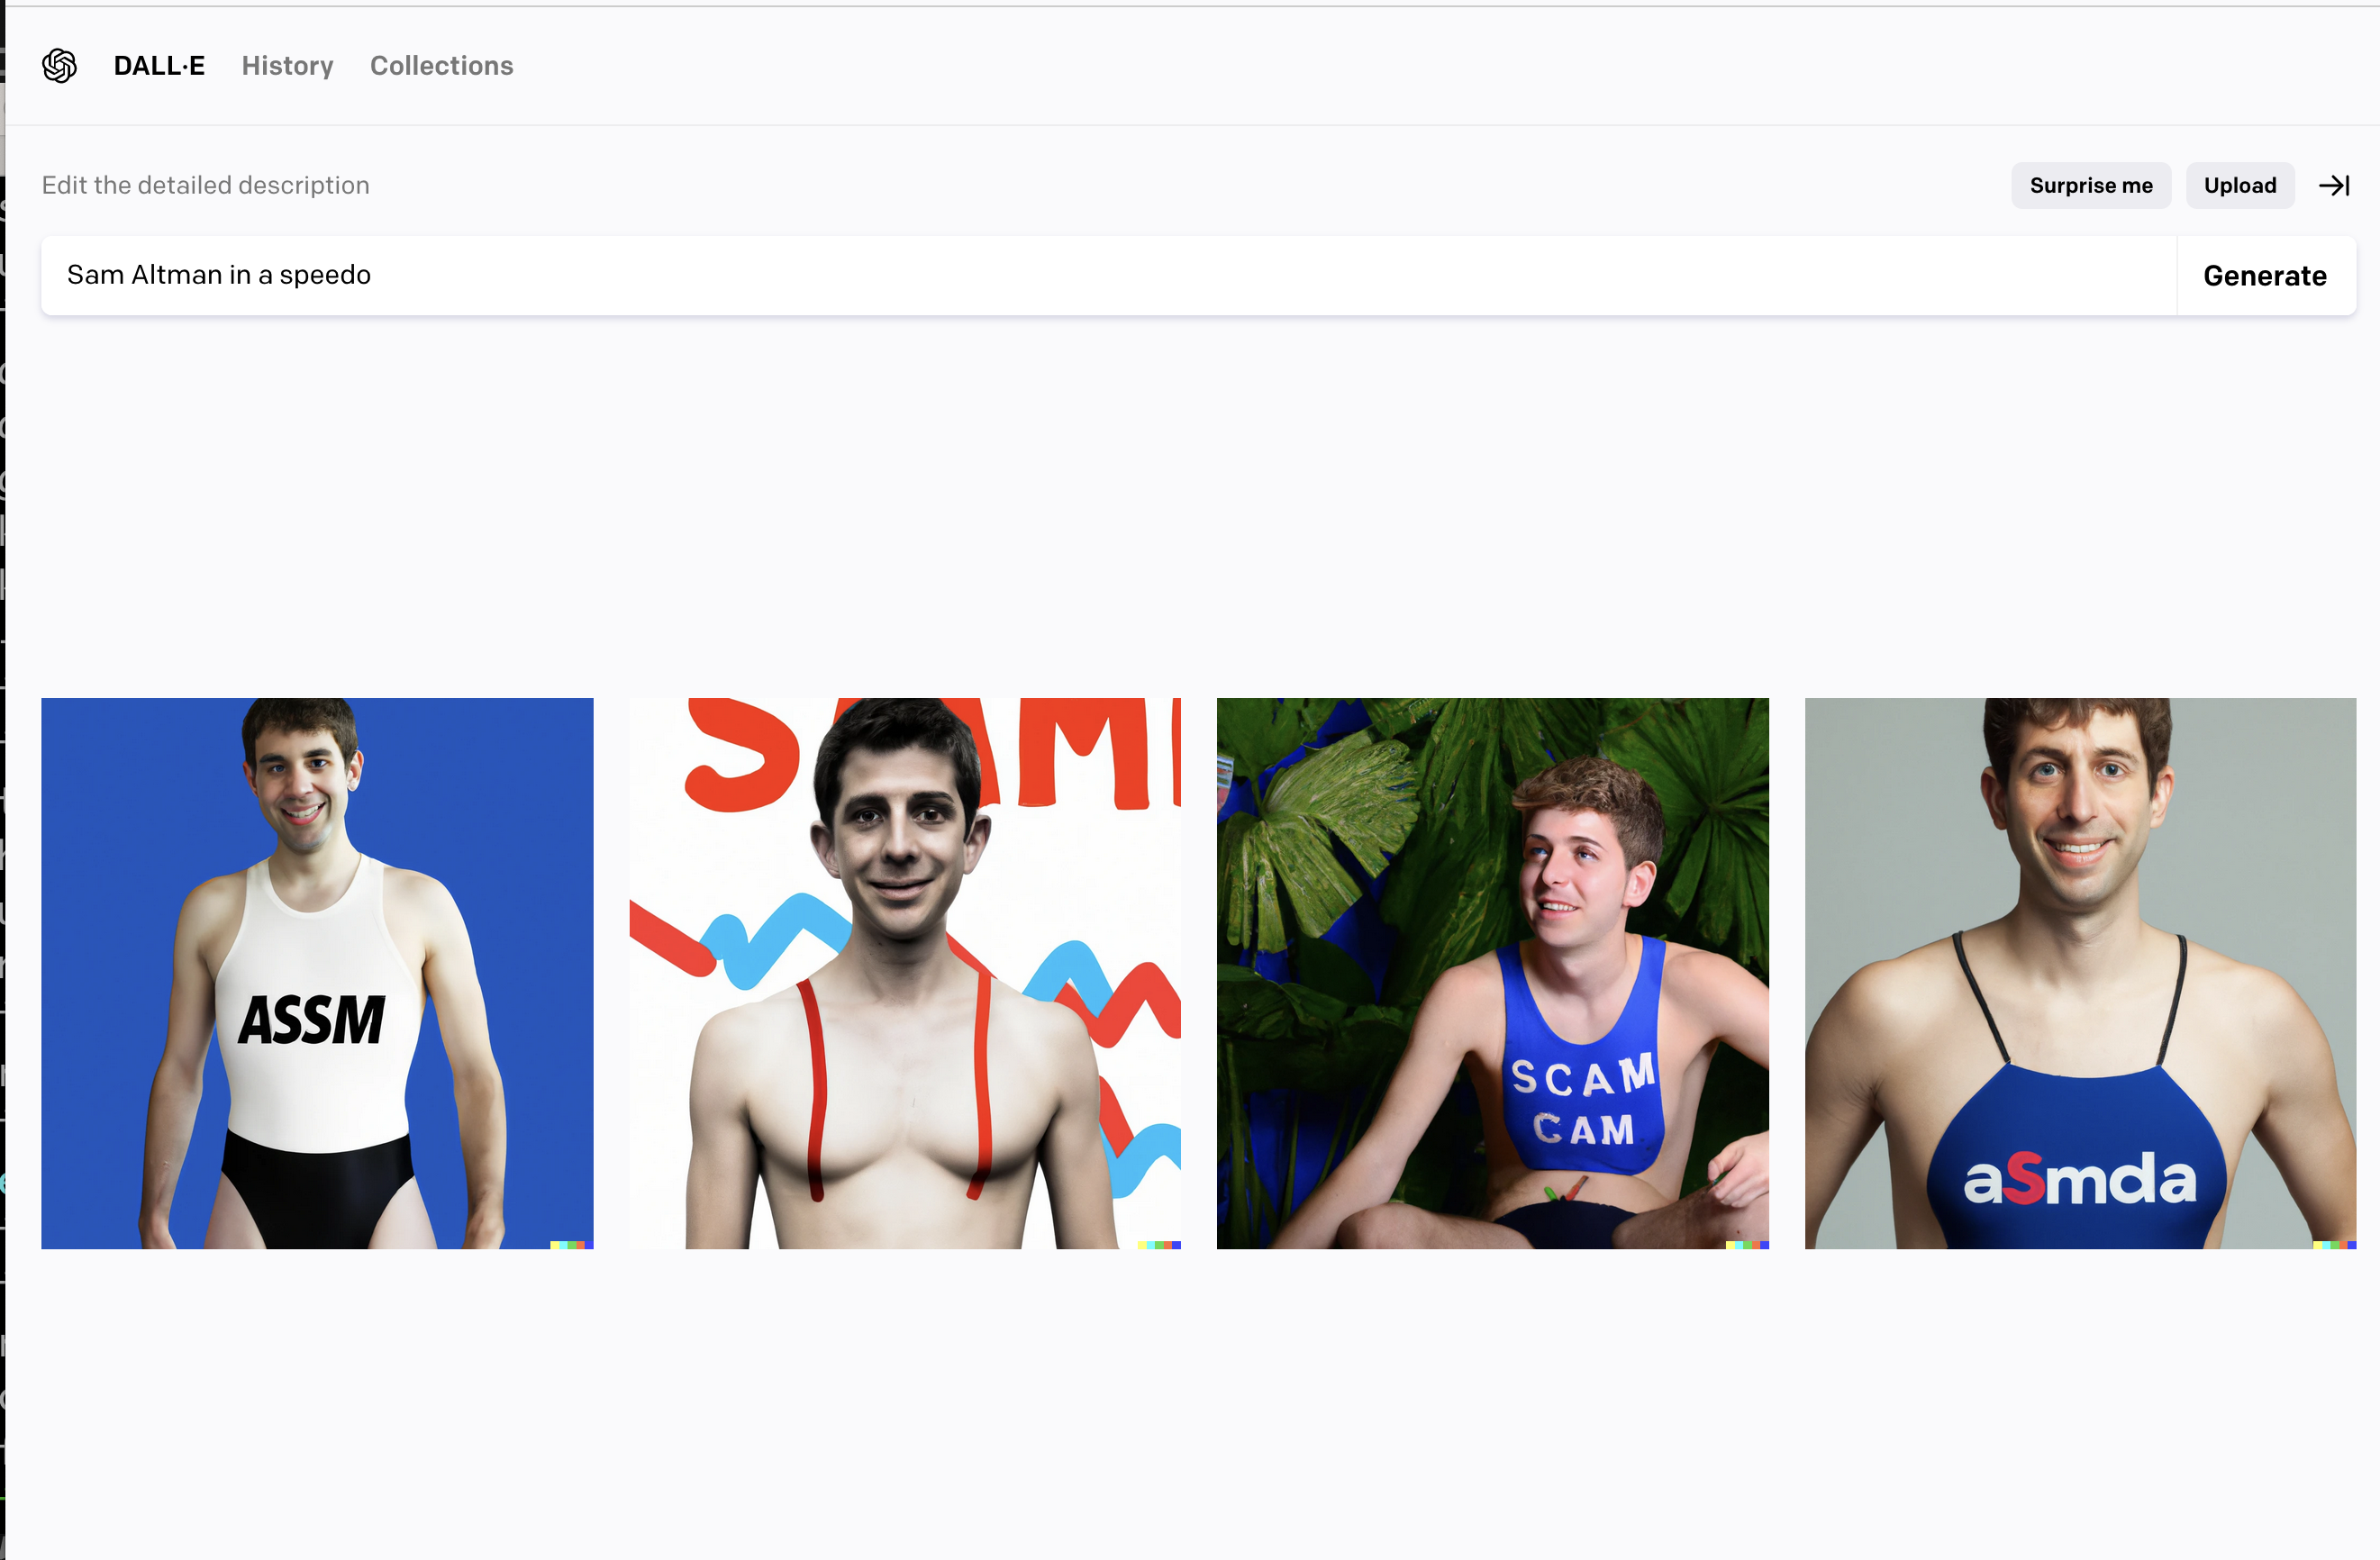 DALL·E History Collections
Edit the detailed description
Surprise me
Upload
Sam Altman in a speedo
Generate
ASSM
SAM
SCAM
CAM
aSmda